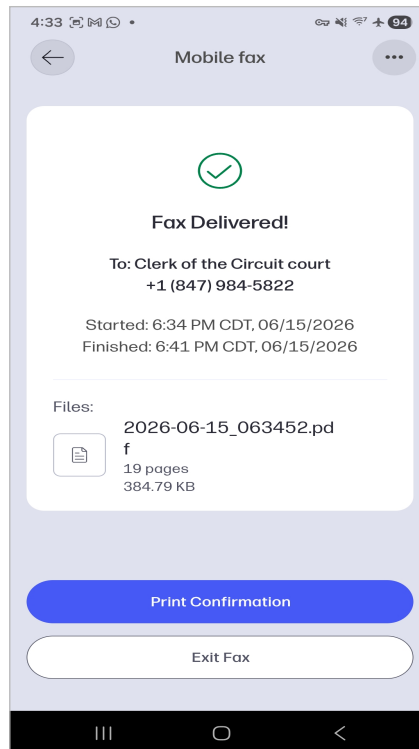 4:33
94
Mobile fax
Fax Delivered!
To: Clerk of the Circuit court
+1 (847) 984-5822
Started: 6:34 PM CDT, 06/15/2026
Finished: 6:41 PM CDT, 06/15/2026
Files:
2026-06-15_063452.pd
f
19 pages
384.79 KB
Print Confirmation
Exit Fax